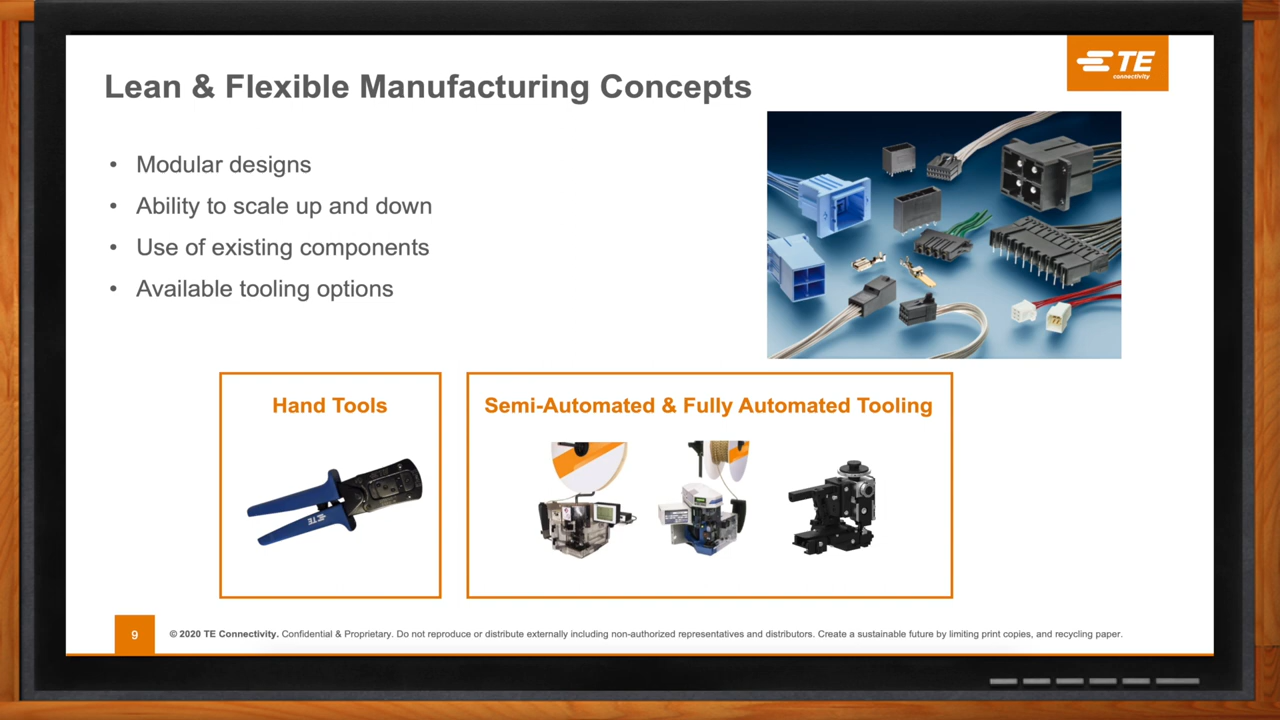 Lean & Flexible Manufacturing Concepts
TE
connectivity
• Modular designs
• Ability to scale up and down
• Use of existing components
• Available tooling options
Hand Tools
Semi-Automated & Fully Automated Tooling
TE
9
© 2020 TE Connectivity. Confidential & Proprietary. Do not reproduce or distribute externally including non-authorized representatives and distributors. Create a sustainable future by limiting print copies, and recycling paper.